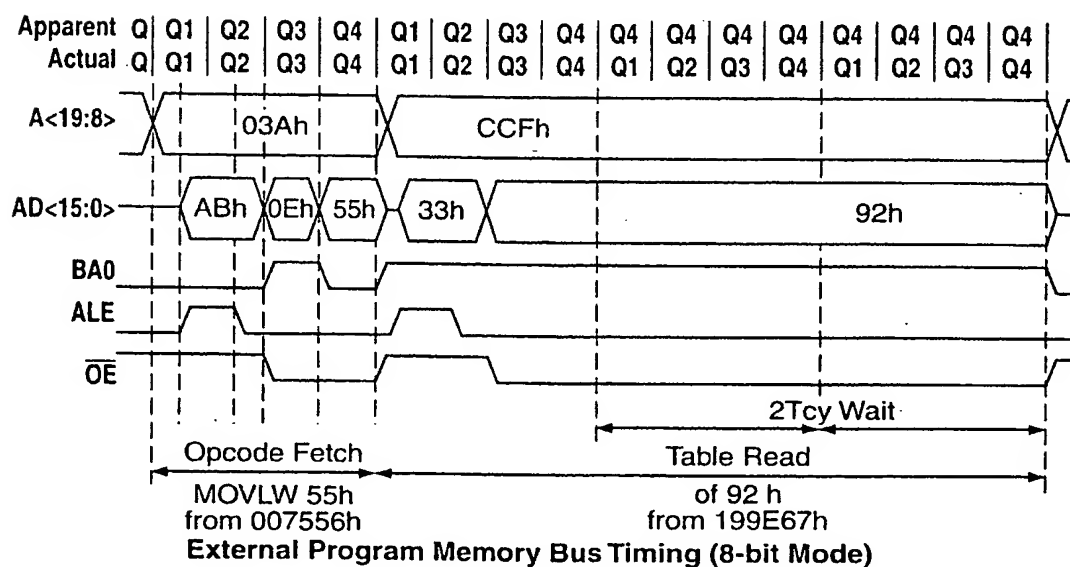 Apparent Q Q1 Q2 Q3 Q4 Q1 Q2 Q3 Q4 Q4 Q4 Q4 Q4 Q4 Q4 Q4 Q4
Actual Q Q1 Q2 Q3 Q4 Q1 Q2 Q3 Q4 Q1 Q2 Q3 Q4 Q1 Q2 Q3 Q4
A<19:8> 03Ah CCFh
AD<15:0> ABh 0Eh 55h 33h 92h
BA0
ALE
OE
2Tcy Wait
Opcode Fetch Table Read
MOVLW 55h of 92 h
from 007556h from 199E67h
External Program Memory Bus Timing (8-bit Mode)